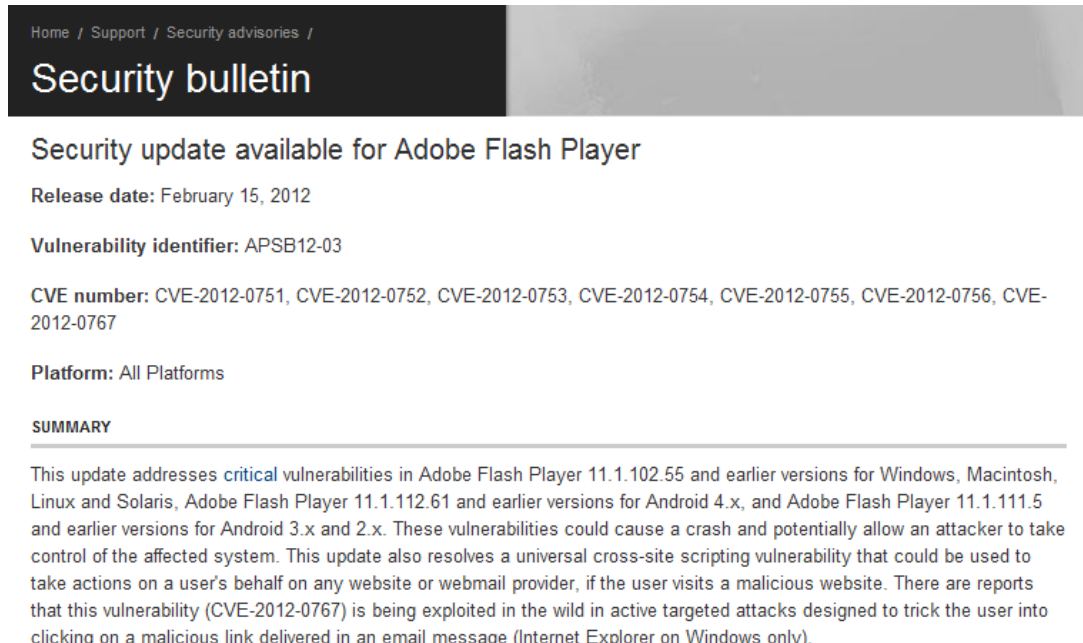 Home / Support / Security advisories /
Security bulletin
Security update available for Adobe Flash Player
Release date: February 15, 2012
Vulnerability identifier: APSB12-03
CVE number: CVE-2012-0751, CVE-2012-0752, CVE-2012-0753, CVE-2012-0754, CVE-2012-0755, CVE-2012-0756, CVE-
2012-0767
Platform: All Platforms
SUMMARY
This update addresses critical vulnerabilities in Adobe Flash Player 11.1.102.55 and earlier versions for Windows, Macintosh,
Linux and Solaris, Adobe Flash Player 11.1.112.61 and earlier versions for Android 4.x, and Adobe Flash Player 11.1.111.5
and earlier versions for Android 3.x and 2.x. These vulnerabilities could cause a crash and potentially allow an attacker to take
control of the affected system. This update also resolves a universal cross-site scripting vulnerability that could be used to
take actions on a user's behalf on any website or webmail provider, if the user visits a malicious website. There are reports
that this vulnerability (CVE-2012-0767) is being exploited in the wild in active targeted attacks designed to trick the user into
clicking on a malicious link delivered in an email message (Internet Explorer on Windows only).